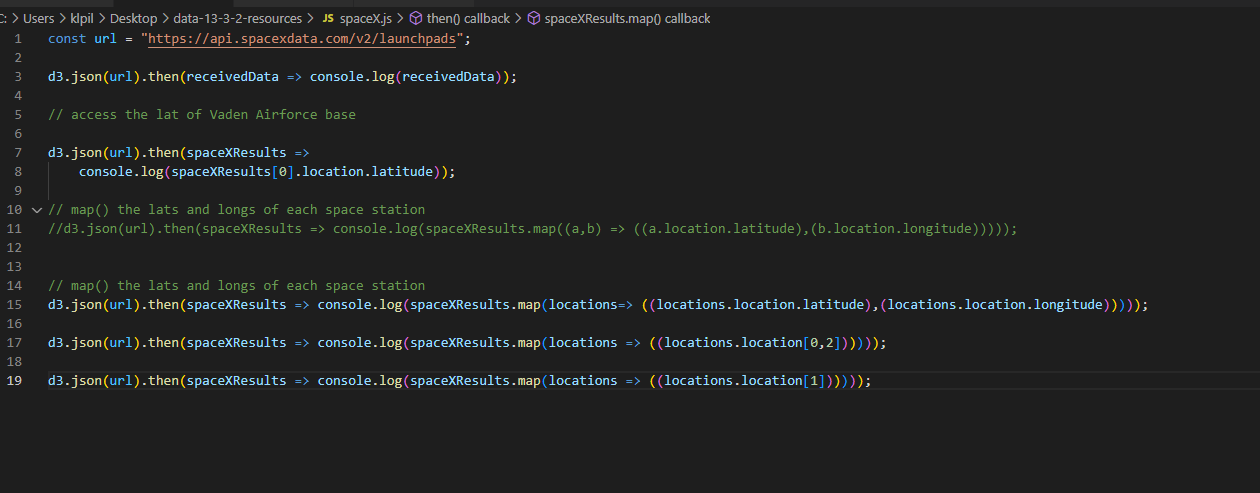 C: > Users > klpil > Desktop > data-13-3-2-resources > JS spaceX.js > then() callback > spaceXResults.map() callback
1 const url = "https://api.spacexdata.com/v2/launchpads";
2
3 d3.json(url).then(receivedData => console.log(receivedData));
4
5 // access the lat of Vaden Airforce base
6
7 d3.json(url).then(spaceXResults =>
8     console.log(spaceXResults[0].location.latitude));
9
10 // map() the lats and longs of each space station
11 //d3.json(url).then(spaceXResults => console.log(spaceXResults.map((a,b) => ((a.location.latitude),(b.location.longitude)))));
12
13
14 // map() the lats and longs of each space station
15 d3.json(url).then(spaceXResults => console.log(spaceXResults.map(locations=> ((locations.location.latitude),(locations.location.longitude)))));
16
17 d3.json(url).then(spaceXResults => console.log(spaceXResults.map(locations => ((locations.location[0,2])))));
18
19 d3.json(url).then(spaceXResults => console.log(spaceXResults.map(locations => ((locations.location[1])))));